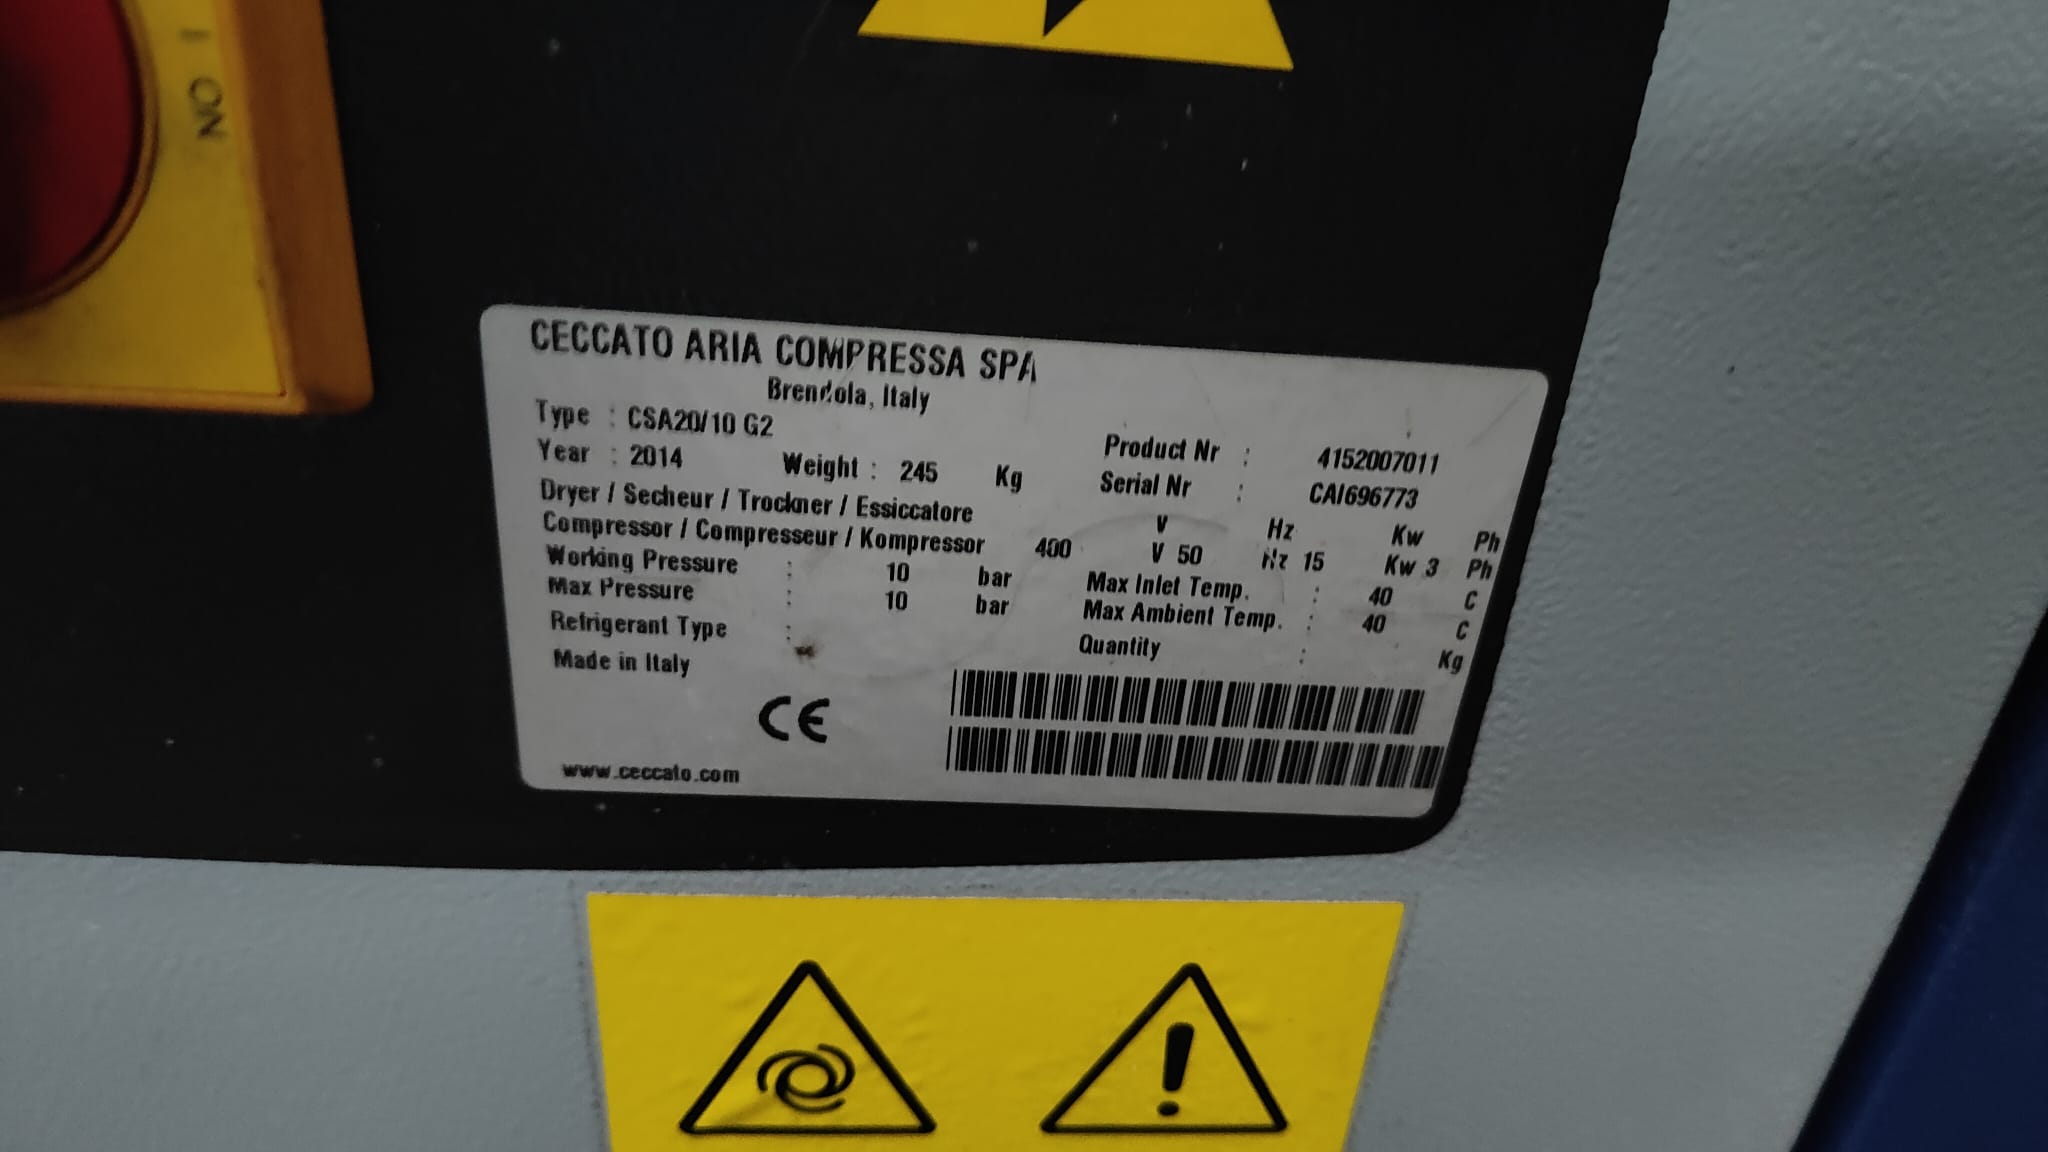 I ON
CECCATO ARIA COMPRESSA SPA
Brendola, Italy
Type : CSA20/10 G2
Product Nr : 4152007011
Year : 2014 Weight : 245 Kg
Serial Nr : CAI696773
Dryer / Secheur / Trockner / Essiccatore V Hz Kw Ph
Compressor / Compresseur / Kompressor 400 V 50 Hz 15 Kw 3 Ph
Working Pressure : 10 bar Max Inlet Temp. : 40 C
Max Pressure : 10 bar Max Ambient Temp. : 40 C
Refrigerant Type : Quantity : Kg
Made in Italy
CE
www.ceccato.com